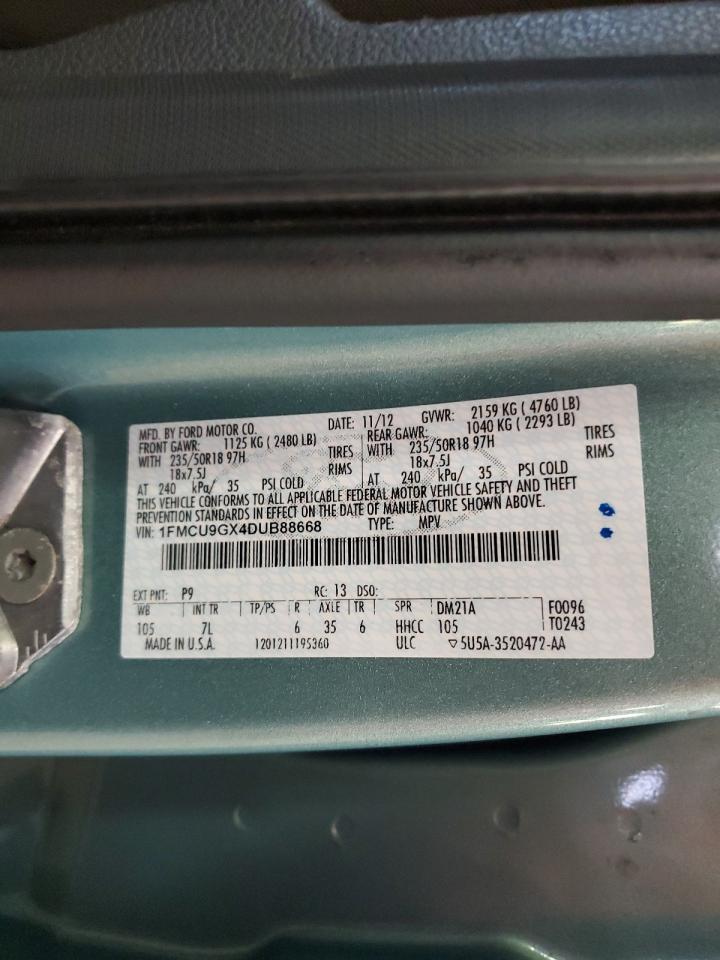 MFD. BY FORD MOTOR CO. DATE: 11/12 GVWR: 2159 KG ( 4760 LB)
FRONT GAWR: 1125 KG ( 2480 LB) REAR GAWR: 1040 KG ( 2293 LB)
WITH 235/50R18 97H TIRES WITH 235/50R18 97H TIRES
18x7.5J RIMS 18x7.5J RIMS
AT 240 kPa/ 35 PSI COLD AT 240 kPa/ 35 PSI COLD
THIS VEHICLE CONFORMS TO ALL APPLICABLE FEDERAL MOTOR VEHICLE SAFETY AND THEFT
PREVENTION STANDARDS IN EFFECT ON THE DATE OF MANUFACTURE SHOWN ABOVE.
VIN: 1FMCU9GX4DUB88668 TYPE: MPV
EXT PNT: P9 RC: 13 DSO:
WB INT TR TP/PS R AXLE TR SPR DM21A F0096
105 7L 6 35 6 HHCC 105 T0243
MADE IN U.S.A. 1201211195360 ULC ▽5U5A-3520472-AA